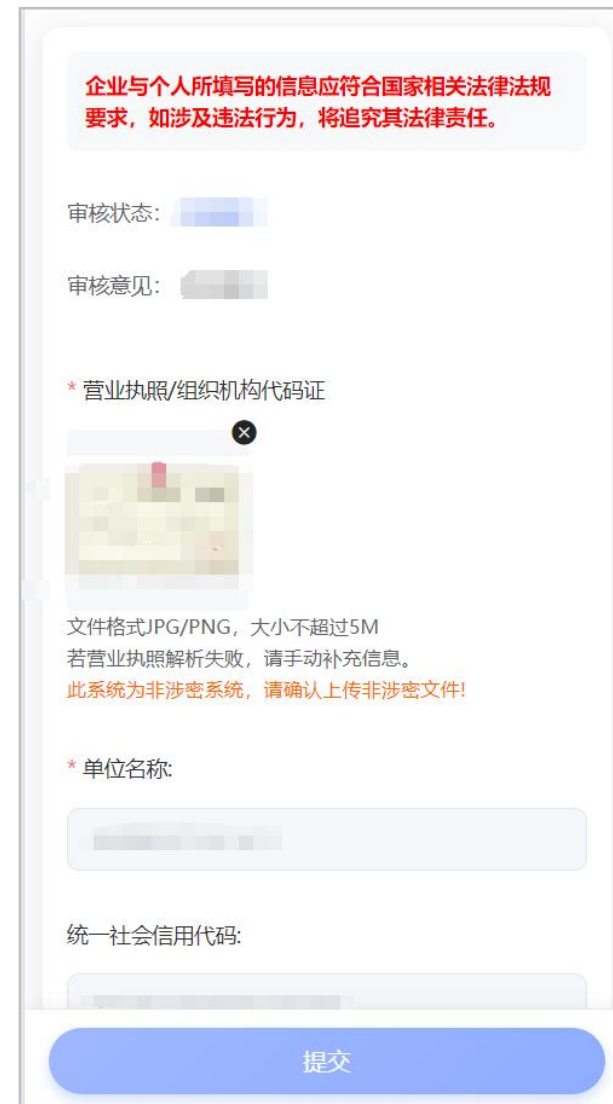 企业与个人所填写的信息应符合国家相关法律法规
要求，如涉及违法行为，将追究其法律责任。
审核状态：
审核意见：
* 营业执照/组织机构代码证
文件格式JPG/PNG，大小不超过5M
若营业执照解析失败，请手动补充信息。
此系统为非涉密系统，请确认上传非涉密文件!
* 单位名称:
统一社会信用代码:
提交